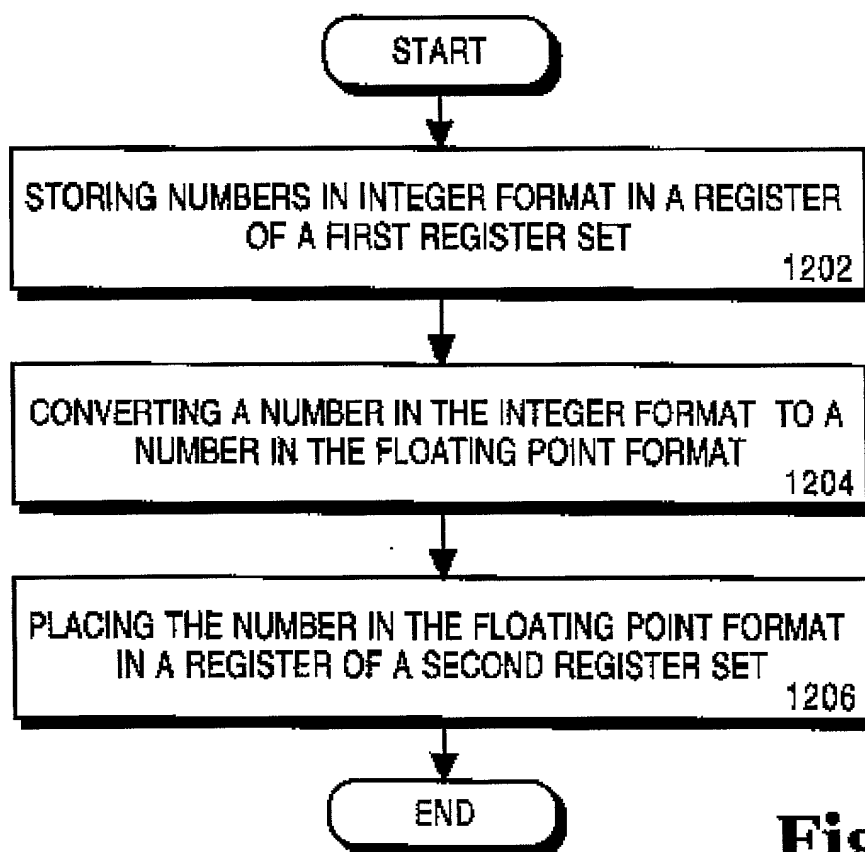 START
STORING NUMBERS IN INTEGER FORMAT IN A REGISTER
OF A FIRST REGISTER SET
1202
CONVERTING A NUMBER IN THE INTEGER FORMAT TO A
NUMBER IN THE FLOATING POINT FORMAT
1204
PLACING THE NUMBER IN THE FLOATING POINT FORMAT
IN A REGISTER OF A SECOND REGISTER SET
1206
END
Fig